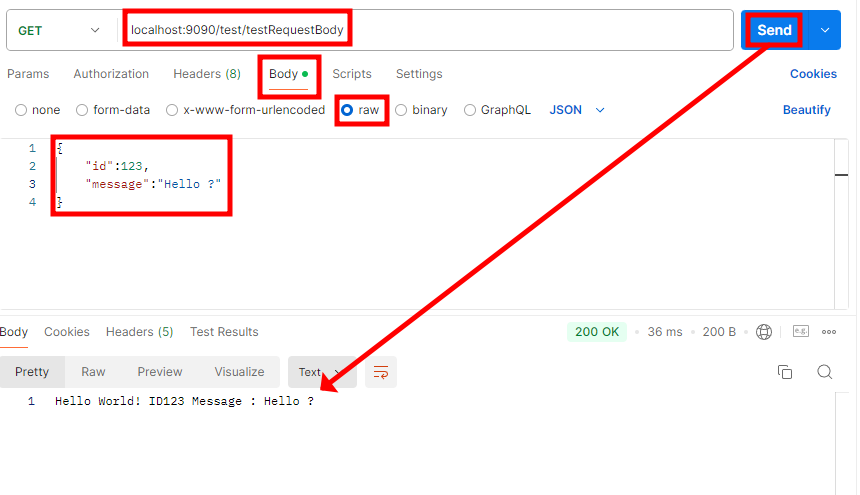 GET localhost:9090/test/testRequestBody Send
Params Authorization Headers (8) Body Scripts Settings Cookies
none form-data x-www-form-urlencoded raw binary GraphQL JSON Beautify
1 {
2 "id":123,
3 "message":"Hello ?"
4 }
Body Cookies Headers (5) Test Results 200 OK 36 ms 200 B e.g.
Pretty Raw Preview Visualize Text
1 Hello World! ID123 Message : Hello ?